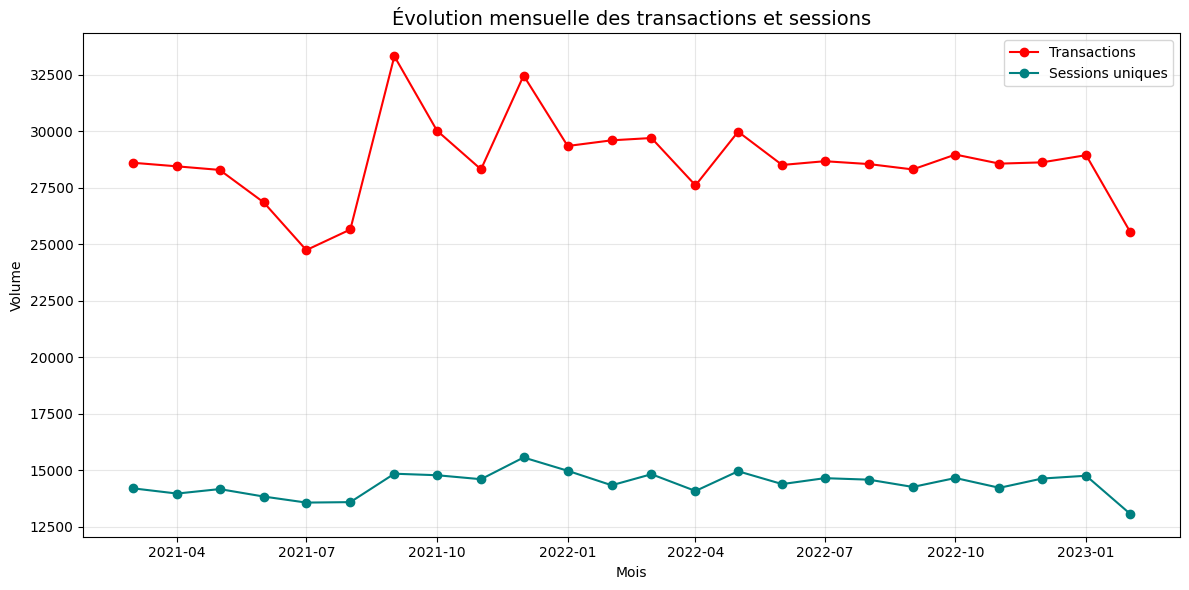 Évolution mensuelle des transactions et sessions
Transactions
Sessions uniques
32500
30000
27500
25000
22500
20000
17500
15000
12500
Volume
2021-04 2021-07 2021-10 2022-01 2022-04 2022-07 2022-10 2023-01
Mois